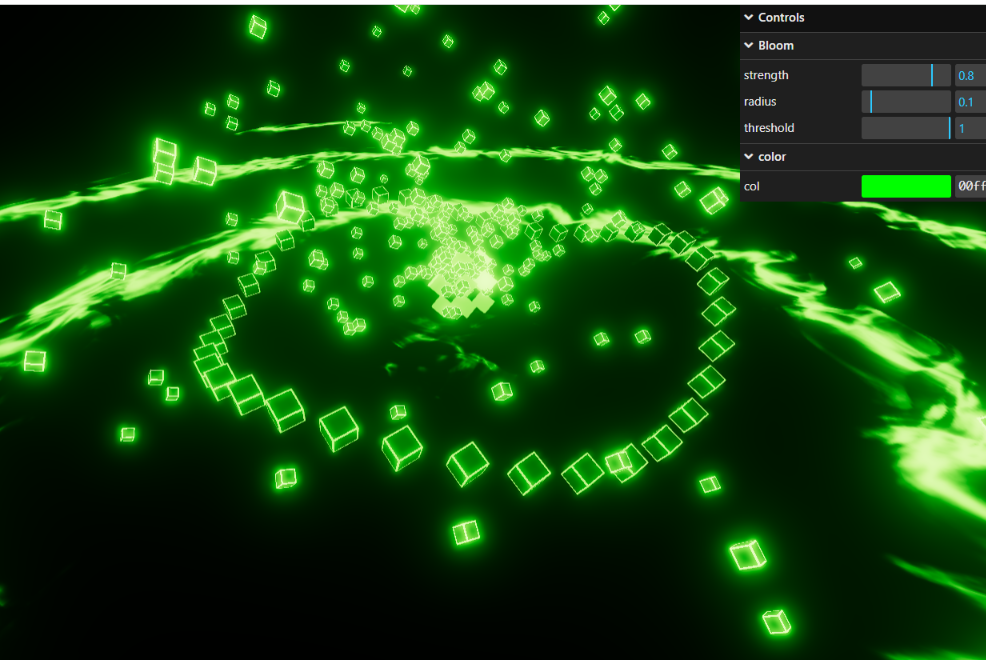 Controls
Bloom
strength 0.8
radius 0.1
threshold 1
color
col 00ff